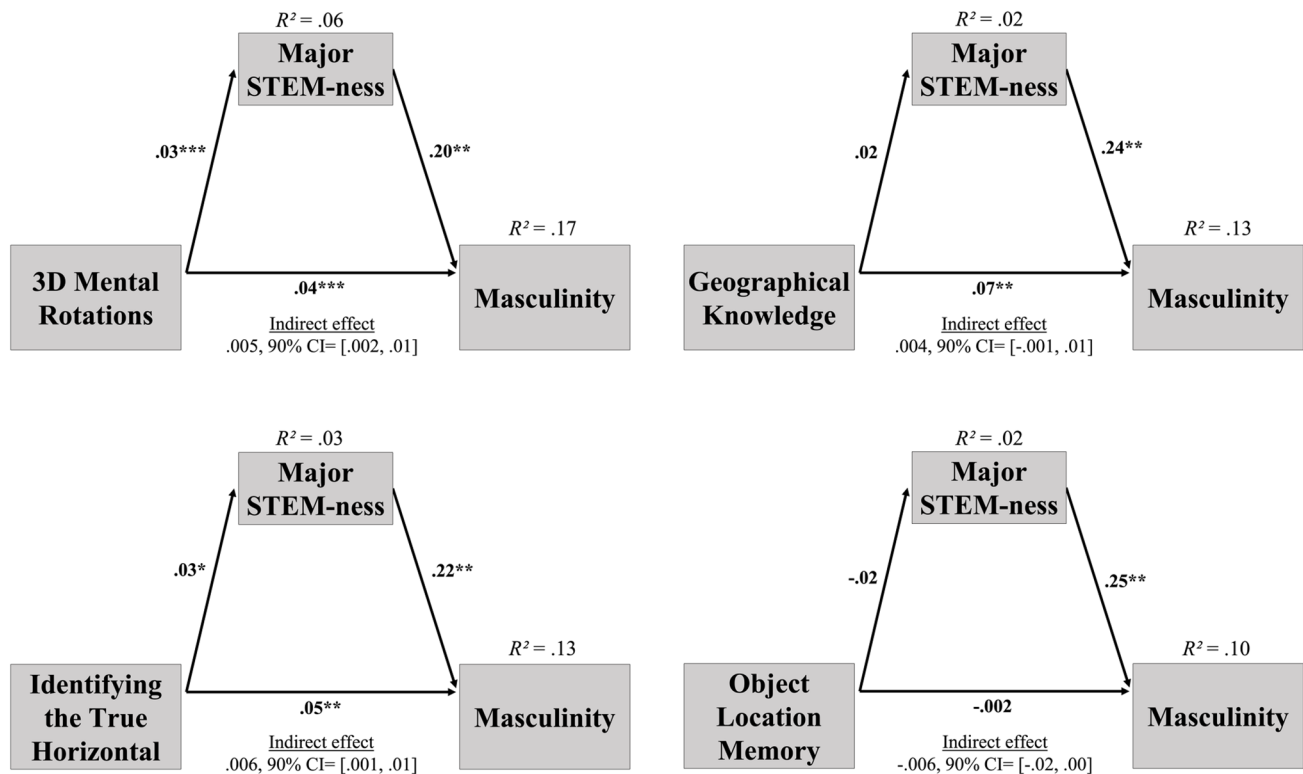 R² = .06
Major
STEM-ness
.03***
.20**
R² = .17
3D Mental
Rotations
.04***
Masculinity
Indirect effect
.005, 90% CI= [.002, .01]
R² = .02
Major
STEM-ness
.02
.24**
R² = .13
Geographical
Knowledge
.07**
Masculinity
Indirect effect
.004, 90% CI= [-.001, .01]
R² = .03
Major
STEM-ness
.03*
.22**
R² = .13
Identifying
the True
Horizontal
.05**
Masculinity
Indirect effect
.006, 90% CI= [.001, .01]
R² = .02
Major
STEM-ness
-.02
.25**
R² = .10
Object
Location
Memory
-.002
Masculinity
Indirect effect
-.006, 90% CI= [-.02, .00]